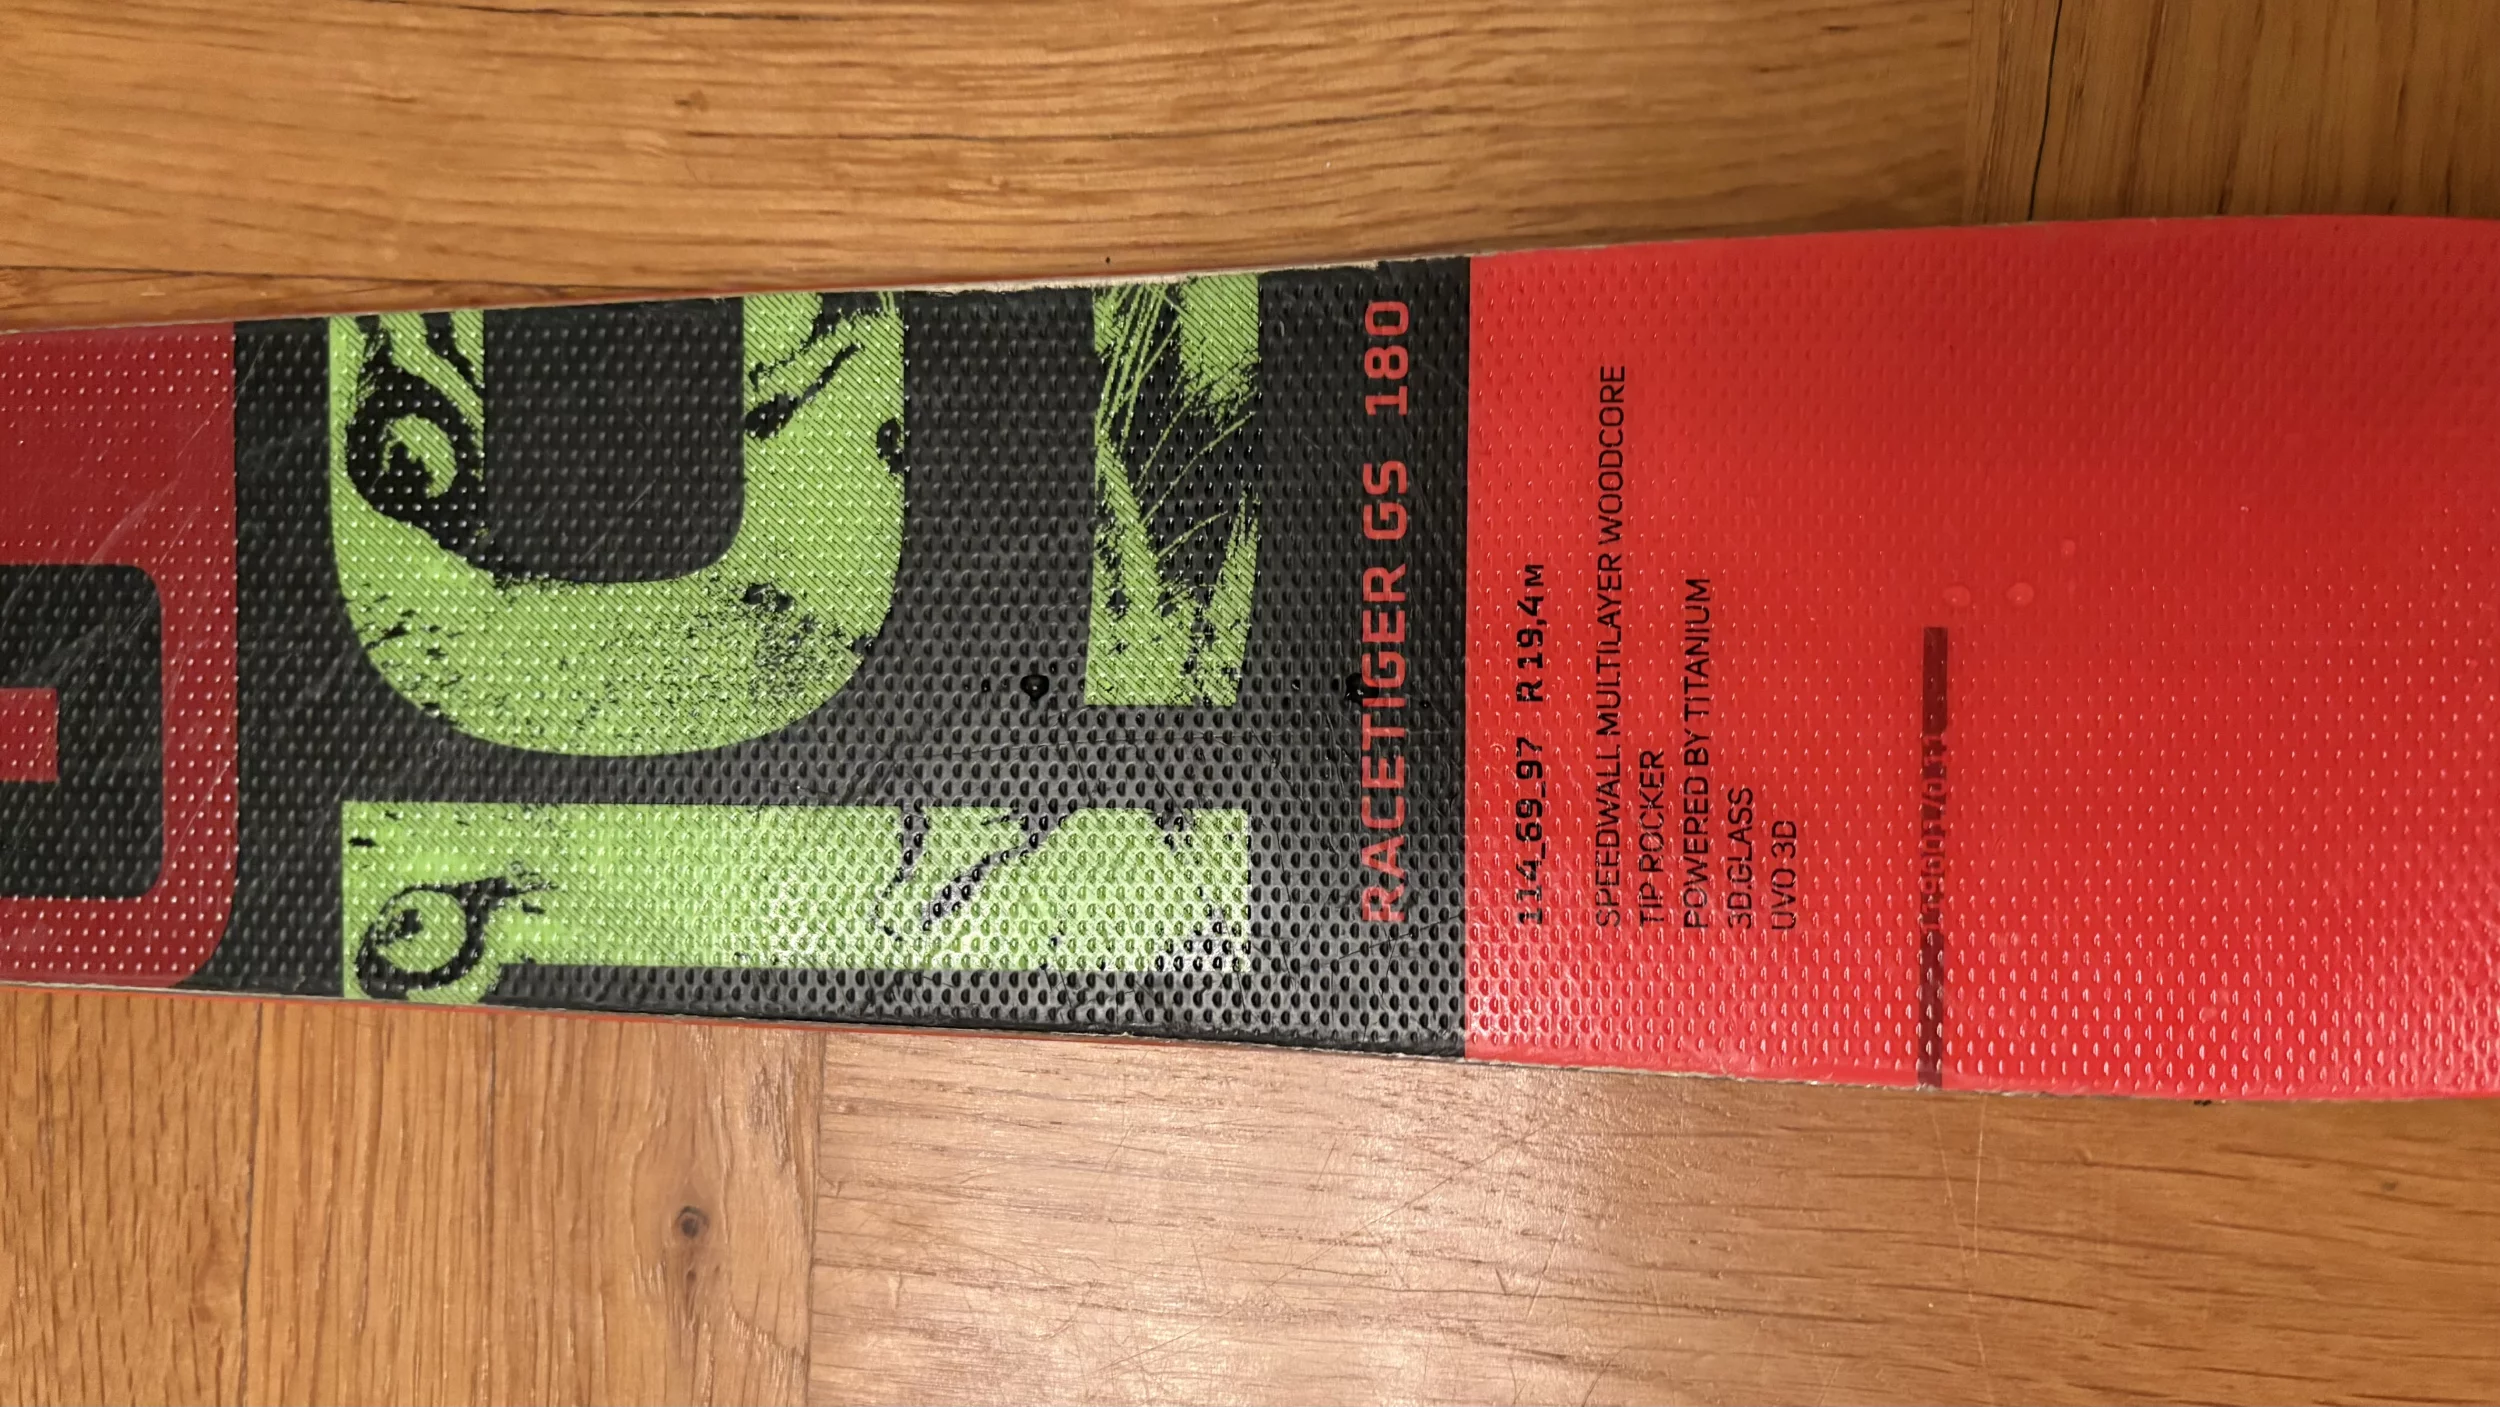 RACETIGER GS 180
114_69_97 R 19,4M
SPEEDWALL MULTILAYER WOODCORE
TIP ROCKER
POWERED BY TITANIUM
3D.GLASS
UVO 3D